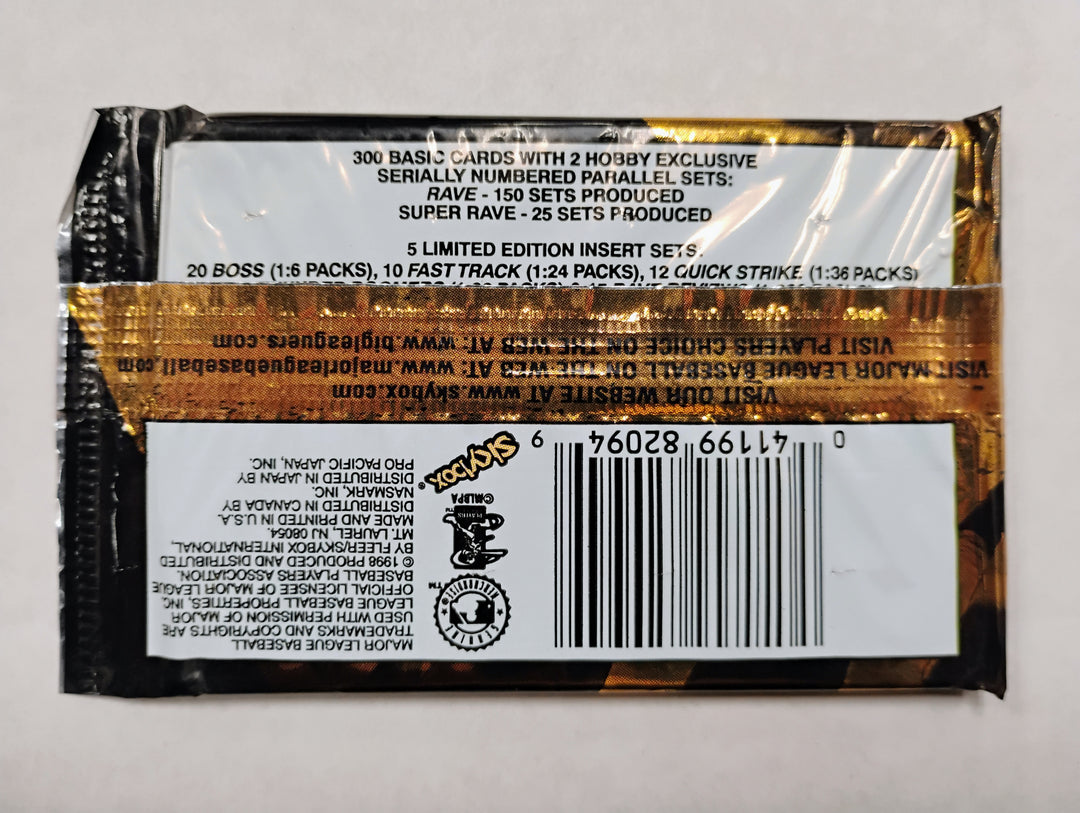 300 BASIC CARDS WITH 2 HOBBY EXCLUSIVE
SERIALLY NUMBERED PARALLEL SETS:
RAVE - 150 SETS PRODUCED
SUPER RAVE - 25 SETS PRODUCED
5 LIMITED EDITION INSERT SETS:
20 BOSS (1:6 PACKS), 10 FAST TRACK (1:24 PACKS), 12 QUICK STRIKE (1:36 PACKS)
MAJOR LEAGUE BASEBALL
TRADEMARKS AND COPYRIGHTS ARE
USED WITH PERMISSION OF MAJOR
LEAGUE BASEBALL PROPERTIES, INC.
OFFICIAL LICENSEE OF MAJOR LEAGUE
BASEBALL PLAYERS ASSOCIATION.
© 1998 PRODUCED AND DISTRIBUTED
BY FLEER/SKYBOX INTERNATIONAL,
MT. LAUREL, NJ 08054.
MADE AND PRINTED IN U.S.A.
DISTRIBUTED IN CANADA BY
NASMARK, INC.
DISTRIBUTED IN JAPAN BY
PRO PACIFIC JAPAN, INC.
GENUINE MERCHANDISE ™
PLAYERS ™
©MLBPA
SkyBox®
0 41199 82094 9
VISIT OUR WEBSITE AT www.skybox.com
VISIT MAJOR LEAGUE BASEBALL ON THE WEB AT: www.majorleaguebaseball.com
VISIT PLAYERS CHOICE ON THE WEB AT: www.bigleaguers.com